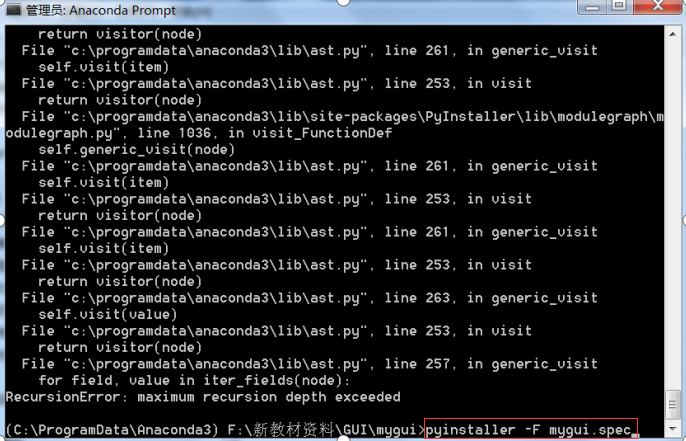 管理员: Anaconda Prompt
return visitor(node)
File "c:\programdata\anaconda3\lib\ast.py", line 261, in generic_visit
self.visit(item)
File "c:\programdata\anaconda3\lib\ast.py", line 253, in visit
return visitor(node)
File "c:\programdata\anaconda3\lib\site-packages\PyInstaller\lib\modulegraph\m
odulegraph.py", line 1036, in visit_FunctionDef
self.generic_visit(node)
File "c:\programdata\anaconda3\lib\ast.py", line 261, in generic_visit
self.visit(item)
File "c:\programdata\anaconda3\lib\ast.py", line 253, in visit
return visitor(node)
File "c:\programdata\anaconda3\lib\ast.py", line 261, in generic_visit
self.visit(item)
File "c:\programdata\anaconda3\lib\ast.py", line 253, in visit
return visitor(node)
File "c:\programdata\anaconda3\lib\ast.py", line 263, in generic_visit
self.visit(value)
File "c:\programdata\anaconda3\lib\ast.py", line 253, in visit
return visitor(node)
File "c:\programdata\anaconda3\lib\ast.py", line 257, in generic_visit
for field, value in iter_fields(node):
RecursionError: maximum recursion depth exceeded
(C:\ProgramData\Anaconda3) F:\新教材资料\GUI\mygui>pyinstaller -F mygui.spec